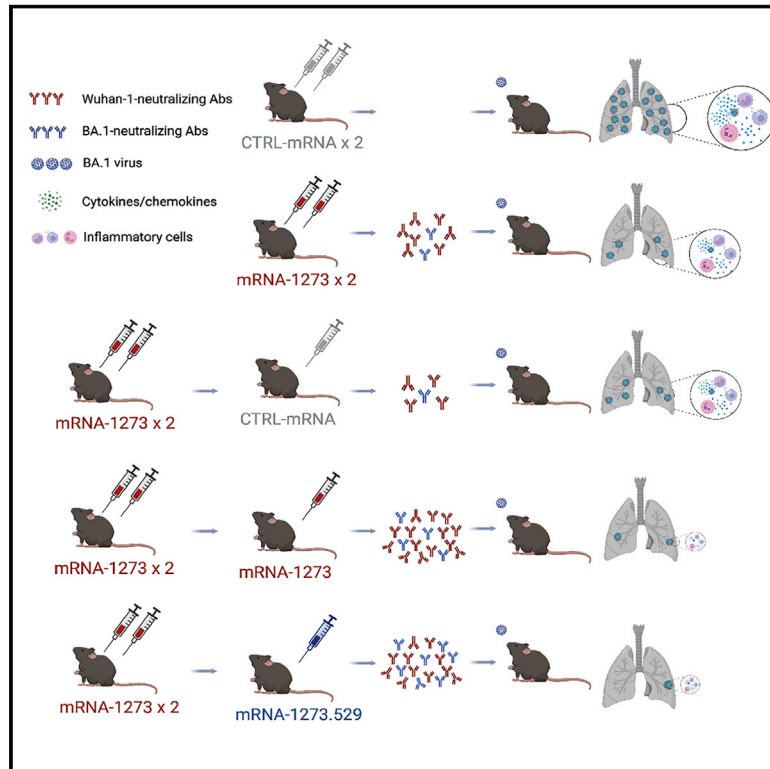 Wuhan-1-neutralizing Abs
BA.1-neutralizing Abs
BA.1 virus
Cytokines/chemokines
Inflammatory cells
CTRL-mRNA x 2
mRNA-1273 x 2
mRNA-1273 x 2
CTRL-mRNA
mRNA-1273 x 2
mRNA-1273
mRNA-1273 x 2
mRNA-1273.529